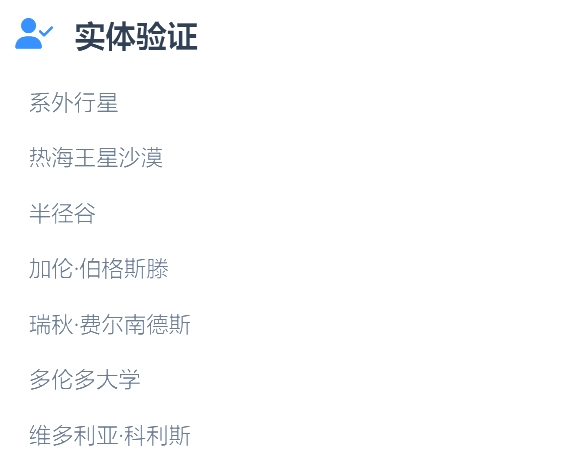 实体验证
系外行星
热海王星沙漠
半径谷
加伦·伯格斯滕
瑞秋·费尔南德斯
多伦多大学
维多利亚·科利斯